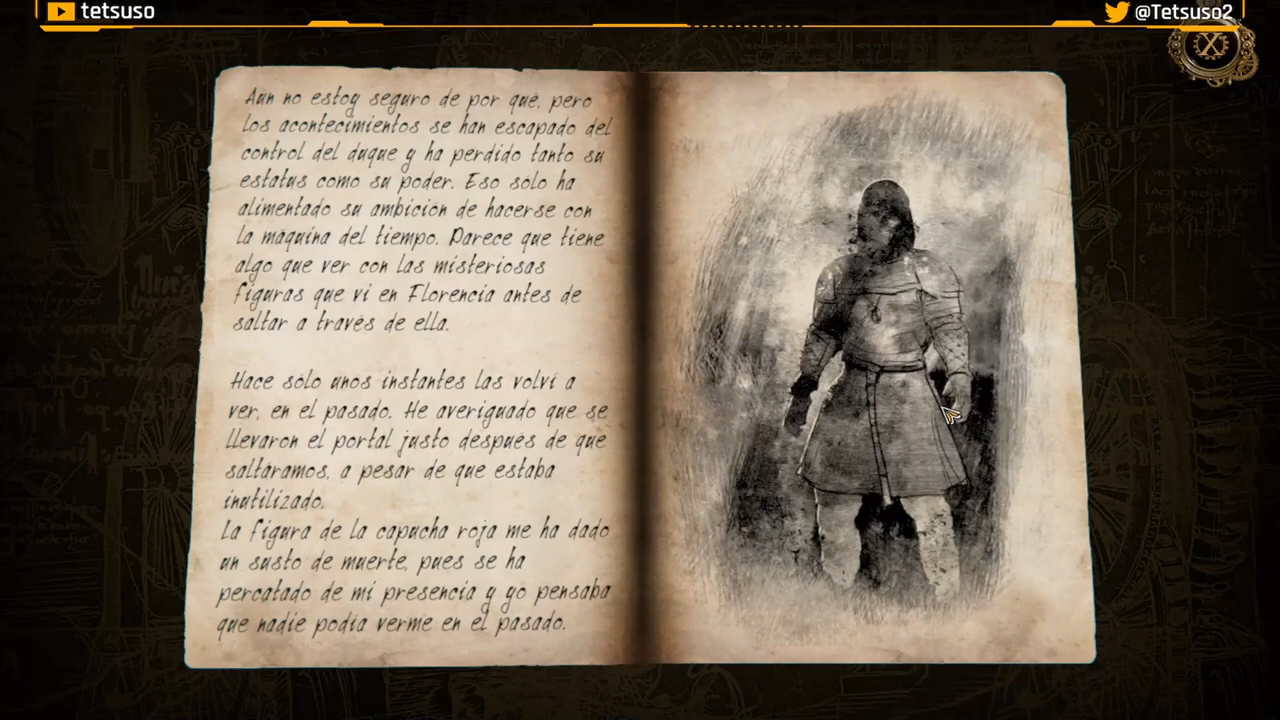 tetsuso
@Tetsuso2
Aún no estoy seguro de por qué, pero
los acontecimientos se han escapado del
control del duque y ha perdido tanto su
estatus como su poder. Eso sólo ha
alimentado su ambición de hacerse con
la máquina del tiempo. Parece que tiene
algo que ver con las misteriosas
figuras que vi en Florencia antes de
saltar a través de ella.
Hace sólo unos instantes las volví a
ver, en el pasado. He averiguado que se
llevaron el portal justo después de que
saltáramos, a pesar de que estaba
inutilizado.
La figura de la capucha roja me ha dado
un susto de muerte, pues se ha
percatado de mi presencia y yo pensaba
que nadie podía verme en el pasado.